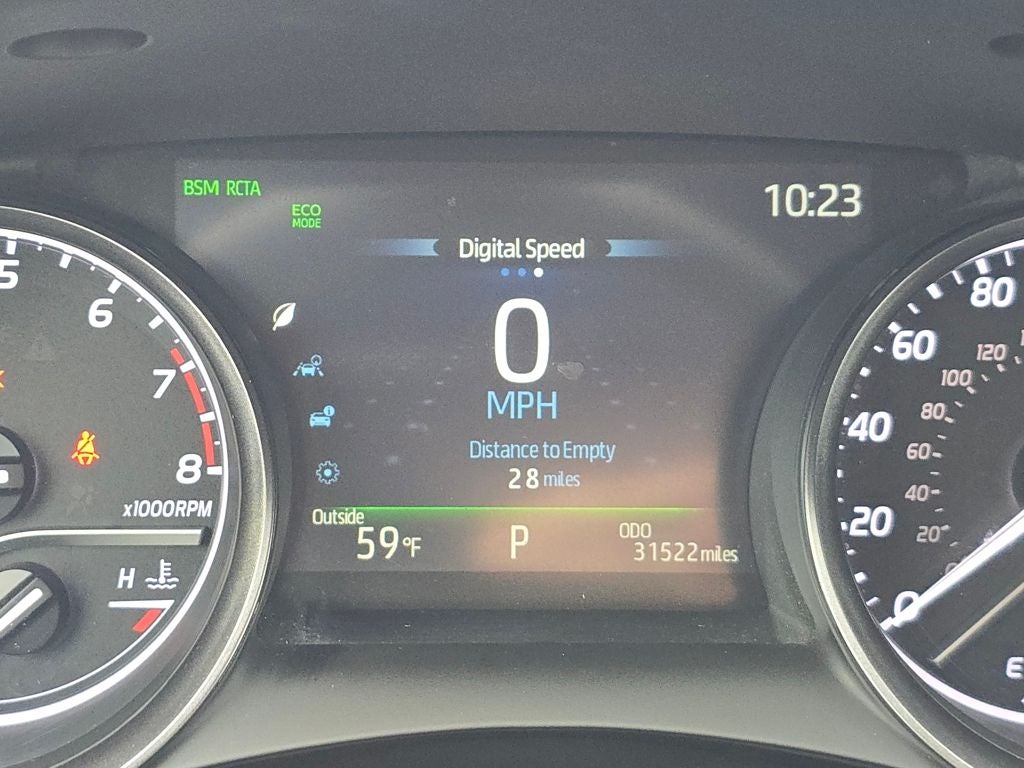 BSM RCTA
10:23
ECO
MODE
Digital Speed
0
MPH
Distance to Empty
28 miles
Outside
59°F
P
ODO
31522 miles
5
6
7
8
x1000RPM
H
80
60
40
20
0
120
100
80
60
40
20
E